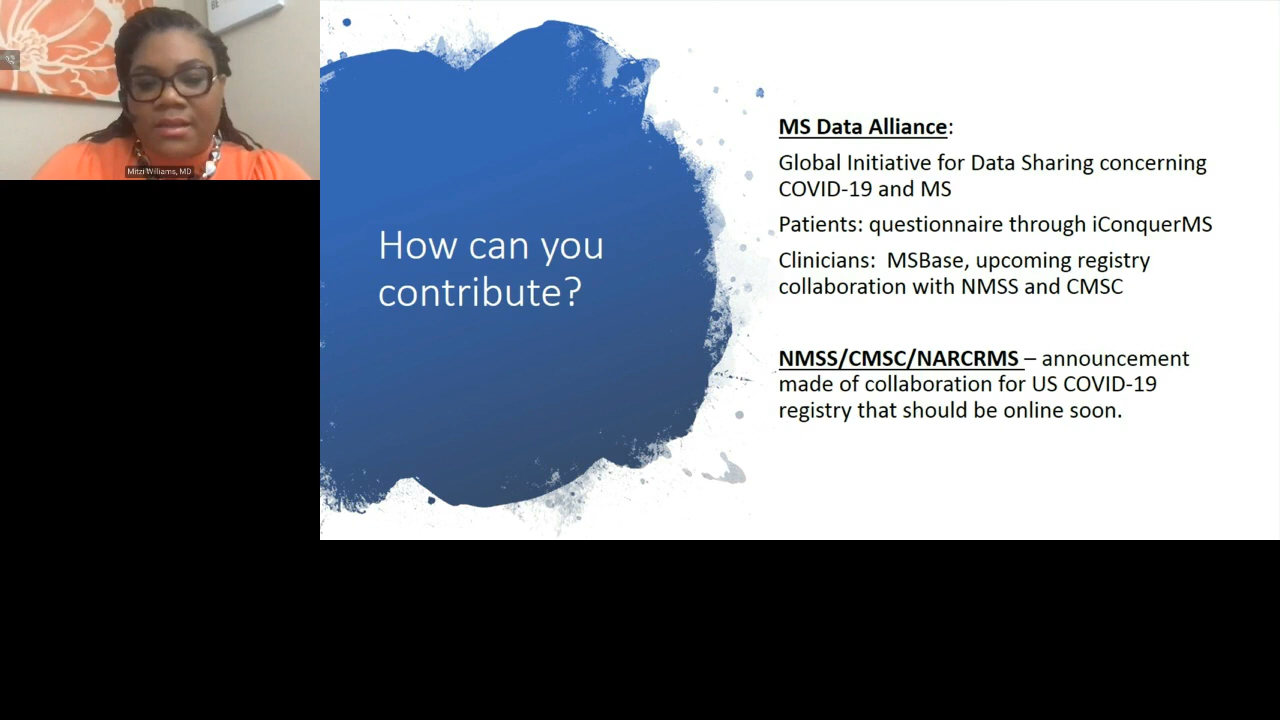 Mitzi Williams, MD
How can you
contribute?
MS Data Alliance:
Global Initiative for Data Sharing concerning
COVID-19 and MS
Patients: questionnaire through iConquerMS
Clinicians:  MSBase, upcoming registry
collaboration with NMSS and CMSC
NMSS/CMSC/NARCRMS – announcement
made of collaboration for US COVID-19
registry that should be online soon.